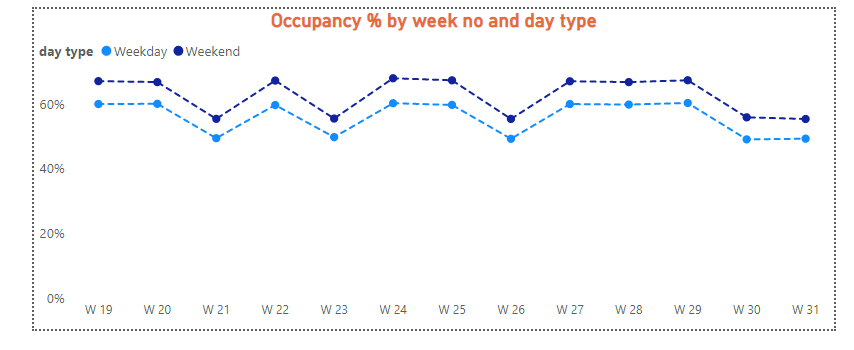 Occupancy % by week no and day type
day type Weekday Weekend
60%
40%
20%
0%
W 19 W 20 W 21 W 22 W 23 W 24 W 25 W 26 W 27 W 28 W 29 W 30 W 31